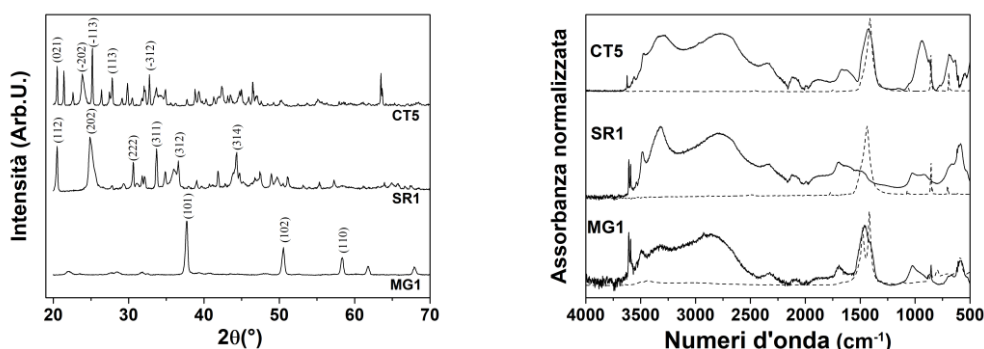 Intensità (Arb.U.)
(021)
(-202)
(-113)
(113)
(-312)
CT5
(112)
(202)
(222)
(311)
(312)
(314)
SR1
(101)
(102)
(110)
MG1
20 30 40 50 60 70
2θ(°)
Assorbanza normalizzata
CT5
SR1
MG1
4000 3500 3000 2500 2000 1500 1000 500
Numeri d'onda (cm⁻¹)